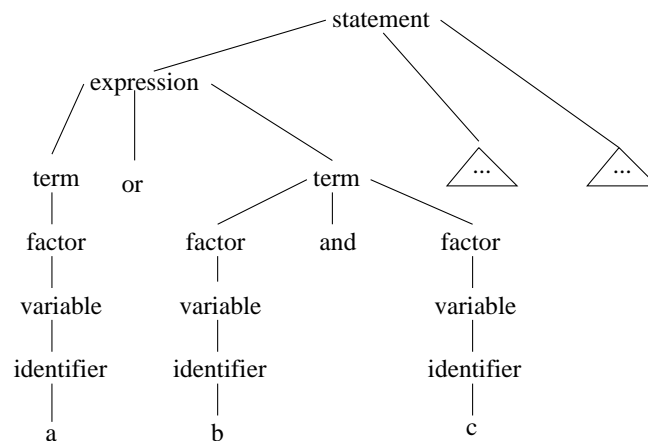 statement
expression
term or term ... ...
factor factor and factor
variable variable variable
identifier identifier identifier
a b c